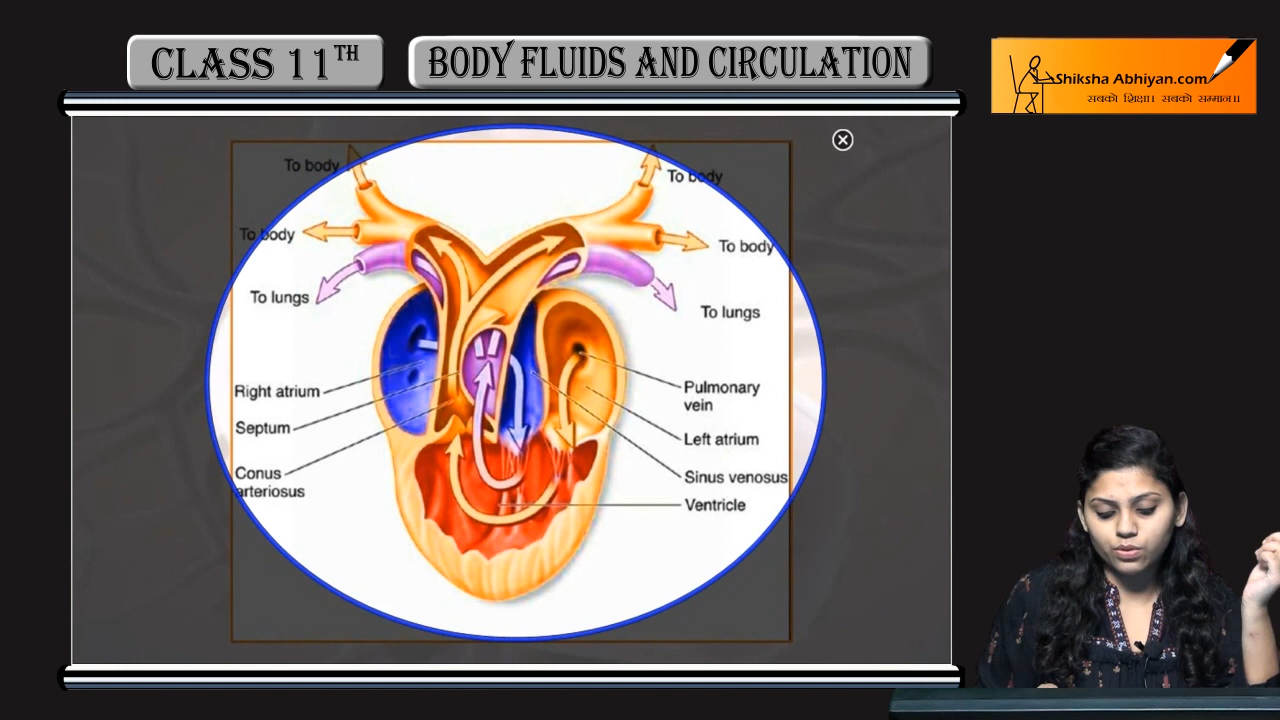 CLASS 11TH
BODY FLUIDS AND CIRCULATION
Shiksha Abhiyan.com
सबको शिक्षा। सबको सम्मान॥
To body
To body
To body
To body
To lungs
To lungs
Right atrium
Septum
Conus
arteriosus
Pulmonary
vein
Left atrium
Sinus venosus
Ventricle